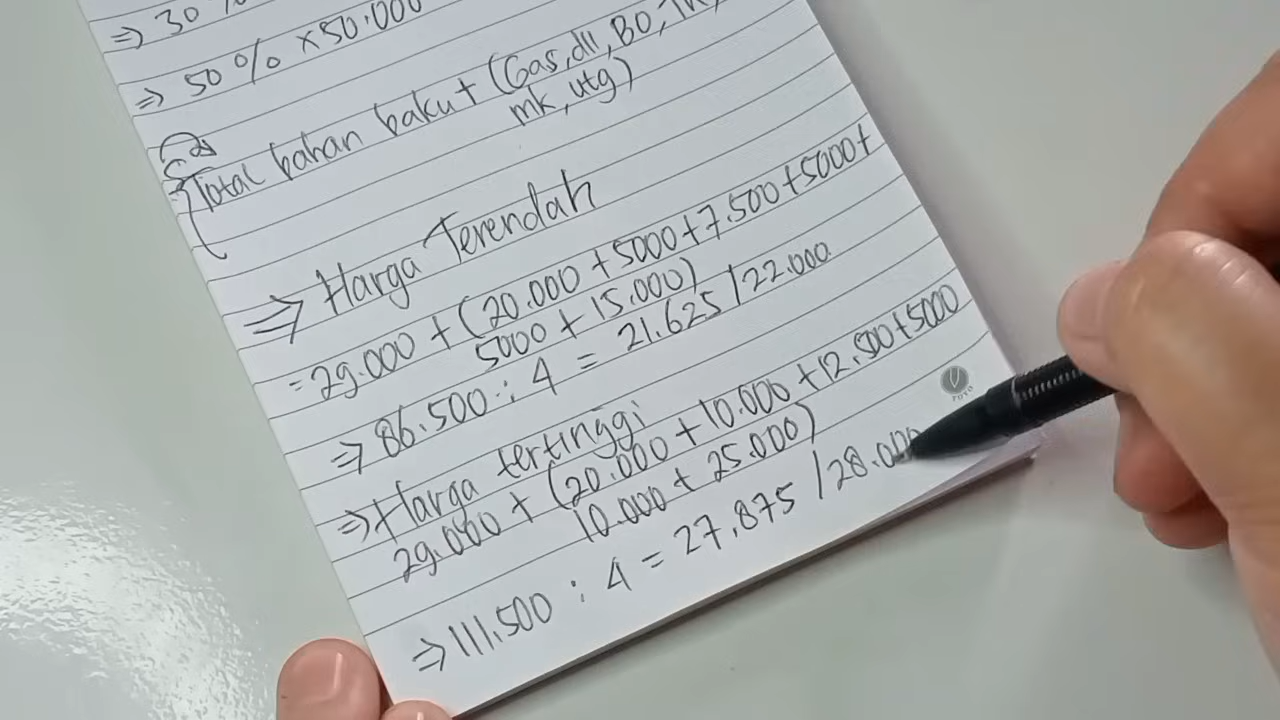 ⇒ 30%
⇒ 50% x 50.000
Total bahan baku + (Gas, dll, BO, TK,
mk, utg)
⇒ Harga Terendah
= 29.000 + (20.000 + 5000 + 7.500 + 5000 +
5000 + 15.000)
⇒ 86.500 : 4 = 21.625 / 22.000
⇒ Harga tertinggi
29.000 + (20.000 + 10.000 + 12.500 + 5000
10.000 + 25.000)
⇒ 111.500 : 4 = 27,875 / 28.000